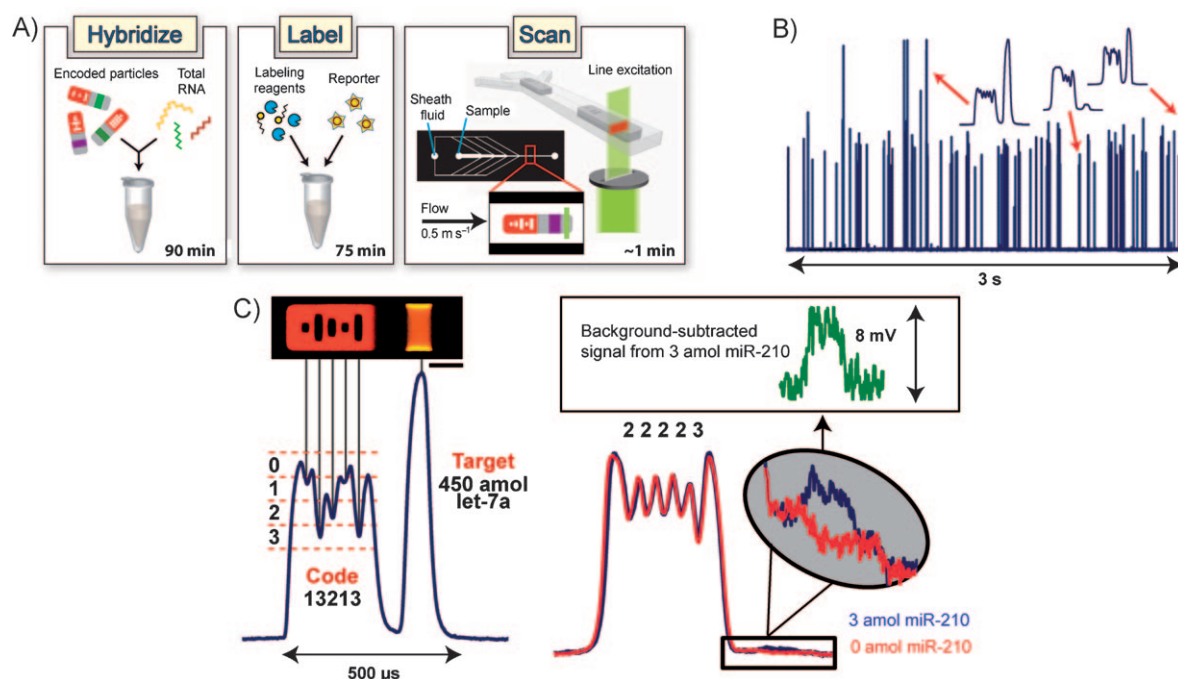 A)
Hybridize
Encoded particles
Total
RNA
90 min
Label
Labeling
reagents
Reporter
75 min
Scan
Line excitation
Sheath
fluid
Sample
Flow
0.5 m s⁻¹
~1 min
B)
3 s
C)
0
1
2
3
Code
13213
Target
450 amol
let-7a
500 µs
Background-subtracted
signal from 3 amol miR-210
8 mV
2 2 2 2 3
3 amol miR-210
0 amol miR-210